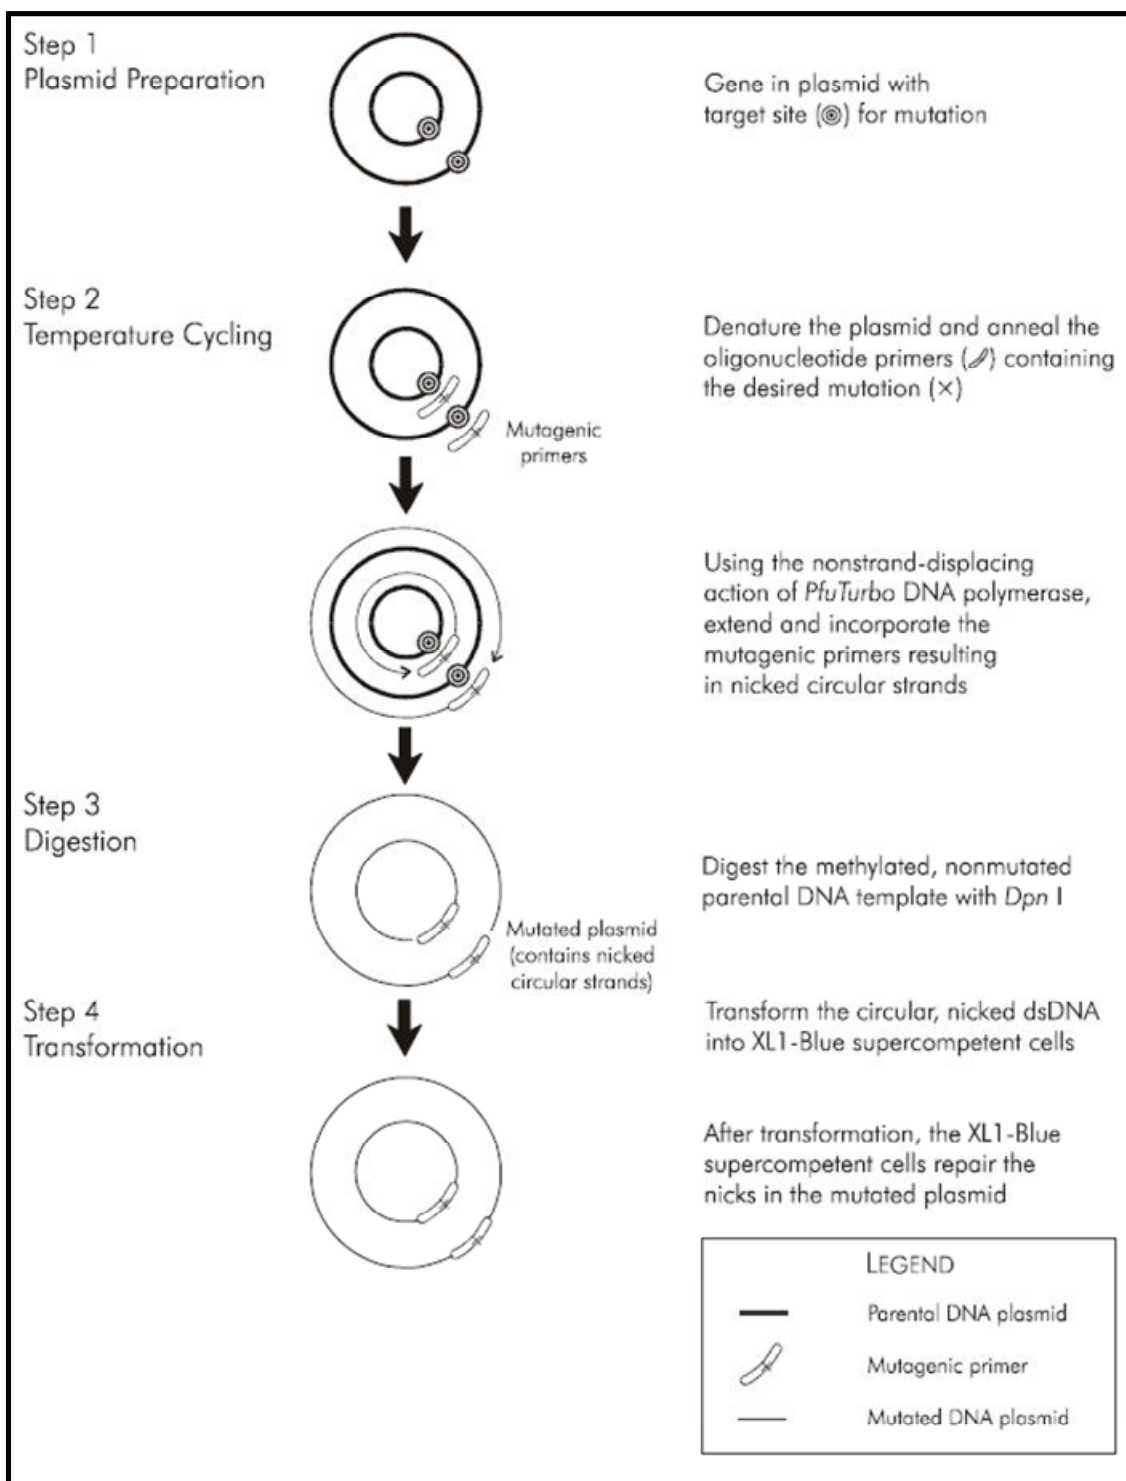 Step 1
Plasmid Preparation
Gene in plasmid with
target site (◎) for mutation
Step 2
Temperature Cycling
Denature the plasmid and anneal the
oligonucleotide primers () containing
the desired mutation (×)
Mutagenic
primers
Using the nonstrand-displacing
action of PfuTurbo DNA polymerase,
extend and incorporate the
mutagenic primers resulting
in nicked circular strands
Step 3
Digestion
Digest the methylated, nonmutated
parental DNA template with Dpn I
Mutated plasmid
(contains nicked
circular strands)
Step 4
Transformation
Transform the circular, nicked dsDNA
into XL1-Blue supercompetent cells
After transformation, the XL1-Blue
supercompetent cells repair the
nicks in the mutated plasmid
LEGEND
Parental DNA plasmid
Mutagenic primer
Mutated DNA plasmid